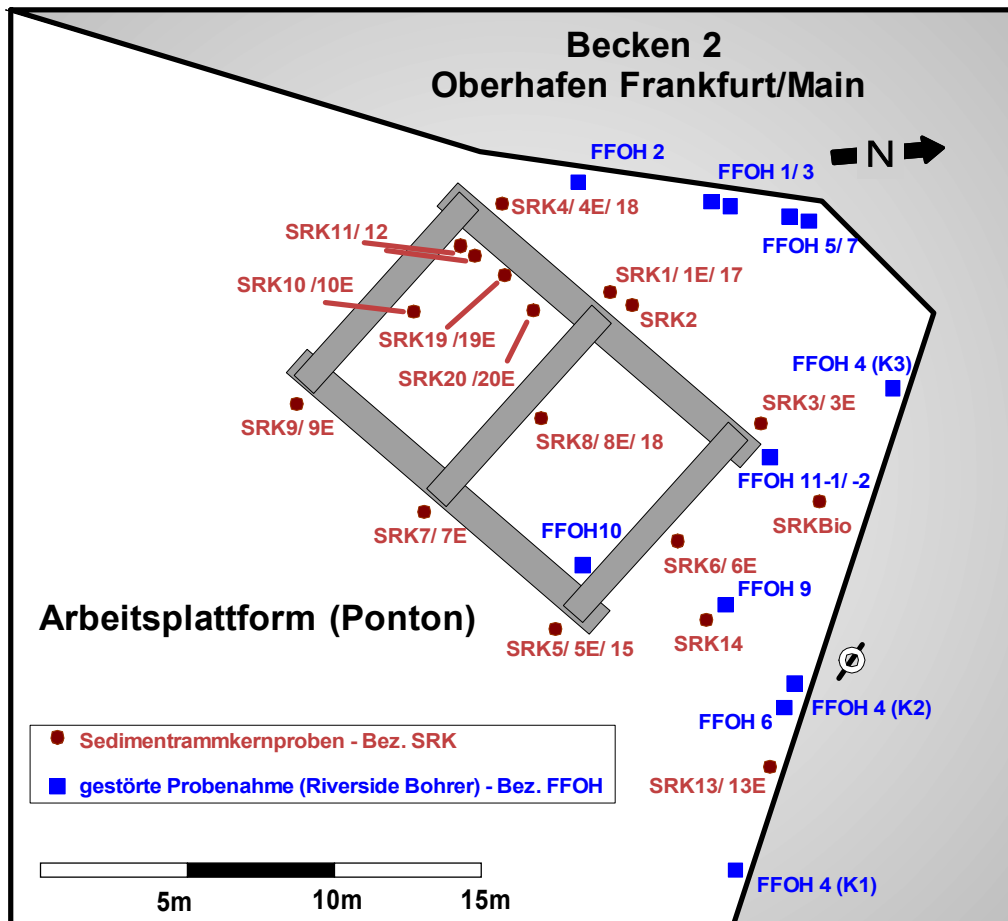 Becken 2
Oberhafen Frankfurt/Main
N
FFOH 2
FFOH 1/ 3
SRK4/ 4E/ 18
SRK11/ 12
FFOH 5/ 7
SRK10 /10E
SRK1/ 1E/ 17
SRK2
SRK19 /19E
FFOH 4 (K3)
SRK20 /20E
SRK3/ 3E
SRK9/ 9E
SRK8/ 8E/ 18
FFOH 11-1/ -2
SRKBio
SRK7/ 7E
FFOH10
SRK6/ 6E
FFOH 9
Arbeitsplattform (Ponton)
SRK5/ 5E/ 15
SRK14
FFOH 4 (K2)
FFOH 6
Sedimentrammkernproben - Bez. SRK
SRK13/ 13E
gestörte Probenahme (Riverside Bohrer) - Bez. FFOH
FFOH 4 (K1)
5m 10m 15m